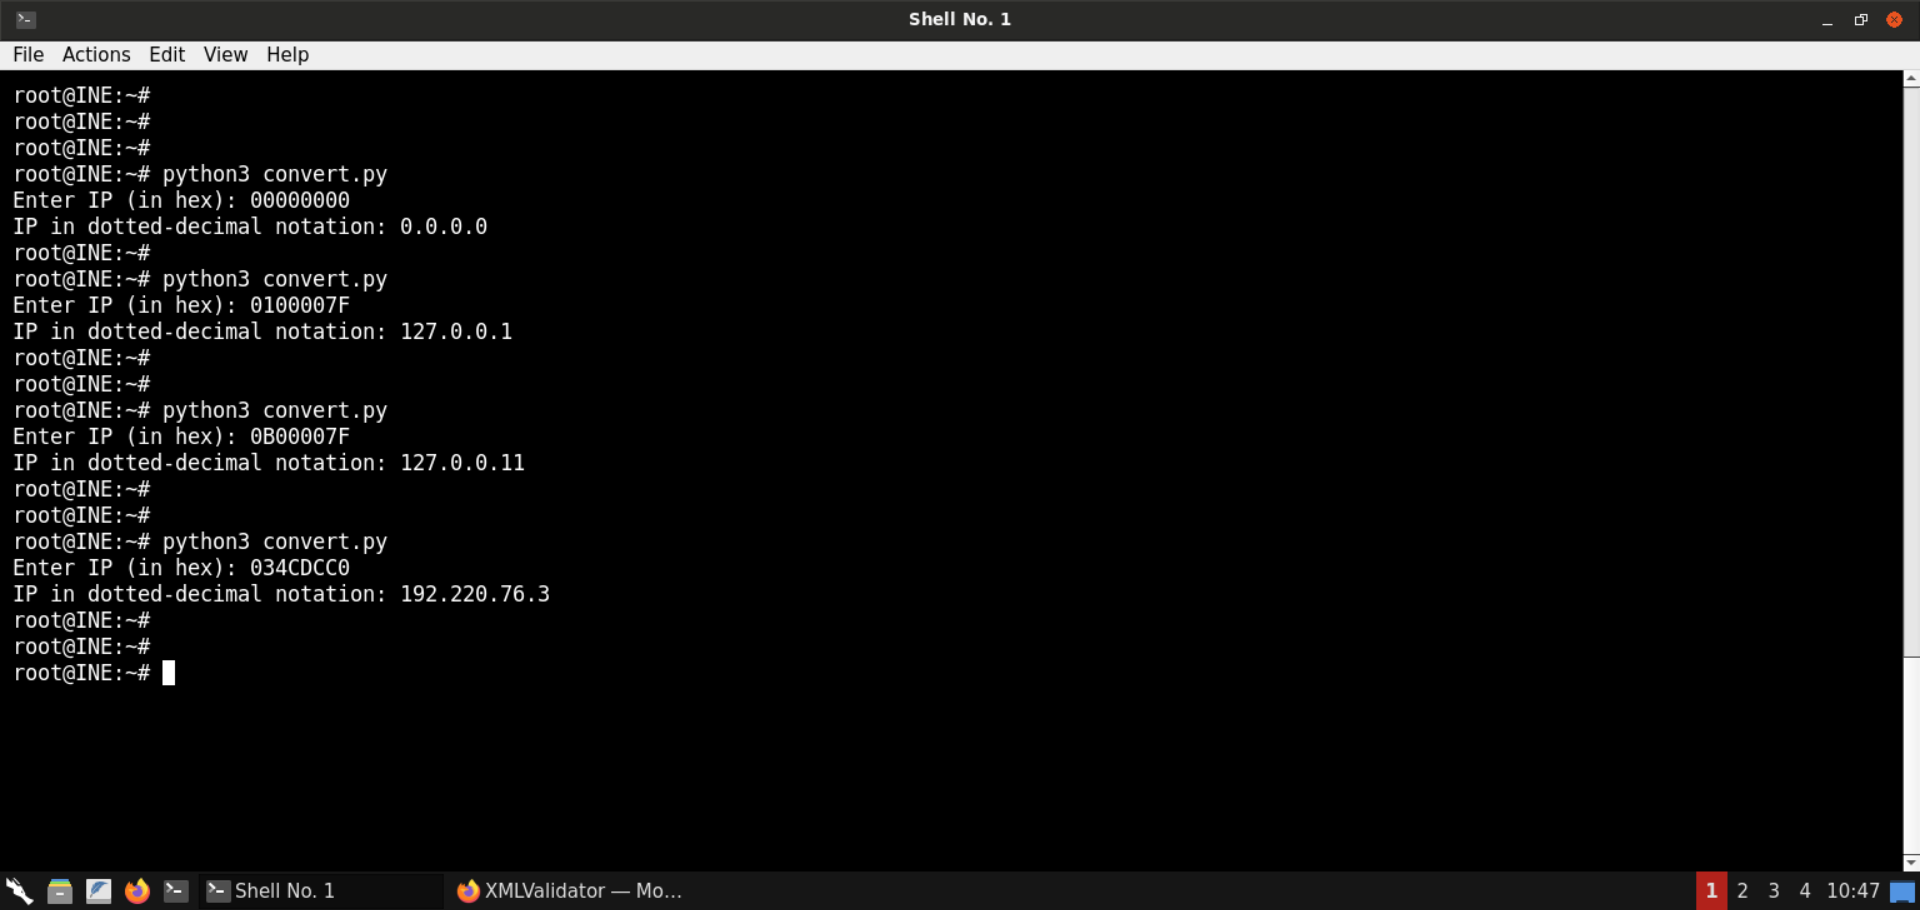 Shell No. 1
File Actions Edit View Help
root@INE:~#
root@INE:~#
root@INE:~#
root@INE:~# python3 convert.py
Enter IP (in hex): 00000000
IP in dotted-decimal notation: 0.0.0.0
root@INE:~#
root@INE:~# python3 convert.py
Enter IP (in hex): 0100007F
IP in dotted-decimal notation: 127.0.0.1
root@INE:~#
root@INE:~#
root@INE:~# python3 convert.py
Enter IP (in hex): 0B00007F
IP in dotted-decimal notation: 127.0.0.11
root@INE:~#
root@INE:~#
root@INE:~# python3 convert.py
Enter IP (in hex): 034CDCC0
IP in dotted-decimal notation: 192.220.76.3
root@INE:~#
root@INE:~#
root@INE:~#
Shell No. 1 XMLValidator — Mo... 1 2 3 4 10:47